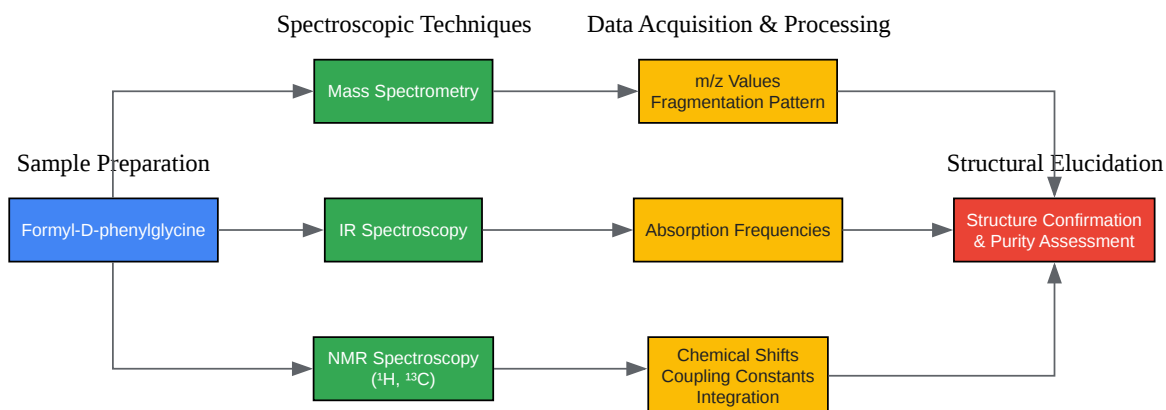 Spectroscopic Techniques
Data Acquisition & Processing
Mass Spectrometry
m/z Values
Fragmentation Pattern
Sample Preparation
Structural Elucidation
Formyl-D-phenylglycine
IR Spectroscopy
Absorption Frequencies
Structure Confirmation
& Purity Assessment
NMR Spectroscopy
(¹H, ¹³C)
Chemical Shifts
Coupling Constants
Integration